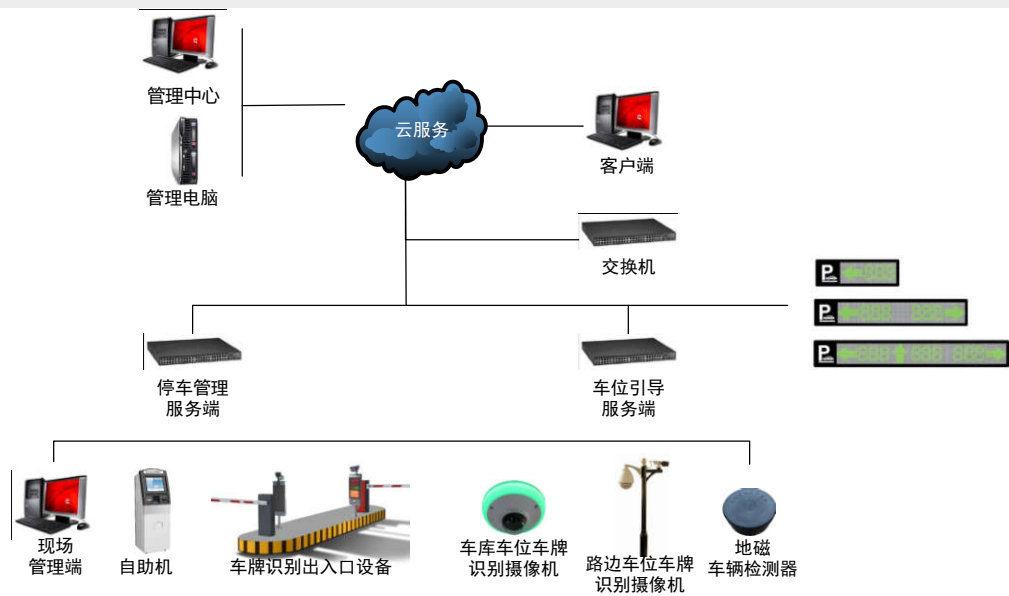 管理中心
管理电脑
云服务
客户端
交换机
P
P
P
停车管理
服务端
车位引导
服务端
现场
管理端
自助机
车牌识别出入口设备
车库车位车牌
识别摄像机
路边车位车牌
识别摄像机
地磁
车辆检测器